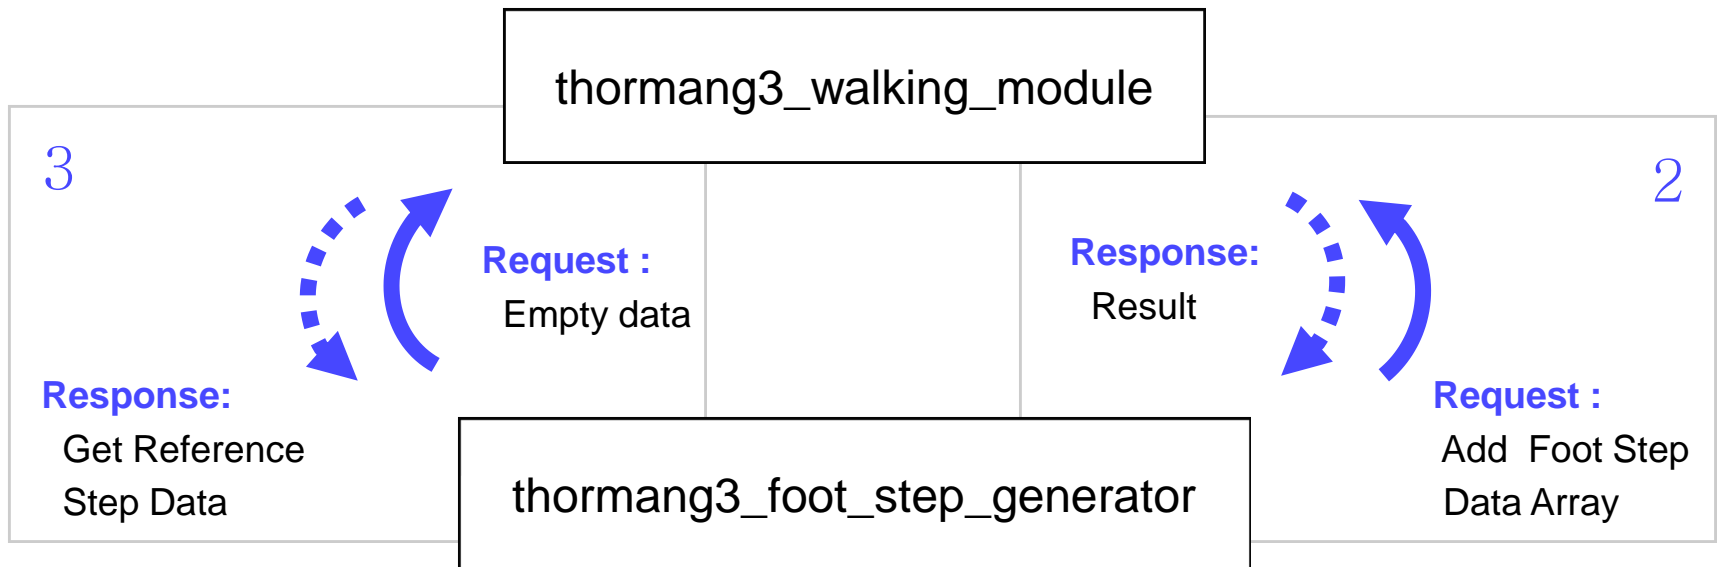 thormang3_walking_module
3
Request :
Empty data
Response:
Get Reference
Step Data
2
Response:
Result
Request :
Add  Foot Step
Data Array
thormang3_foot_step_generator